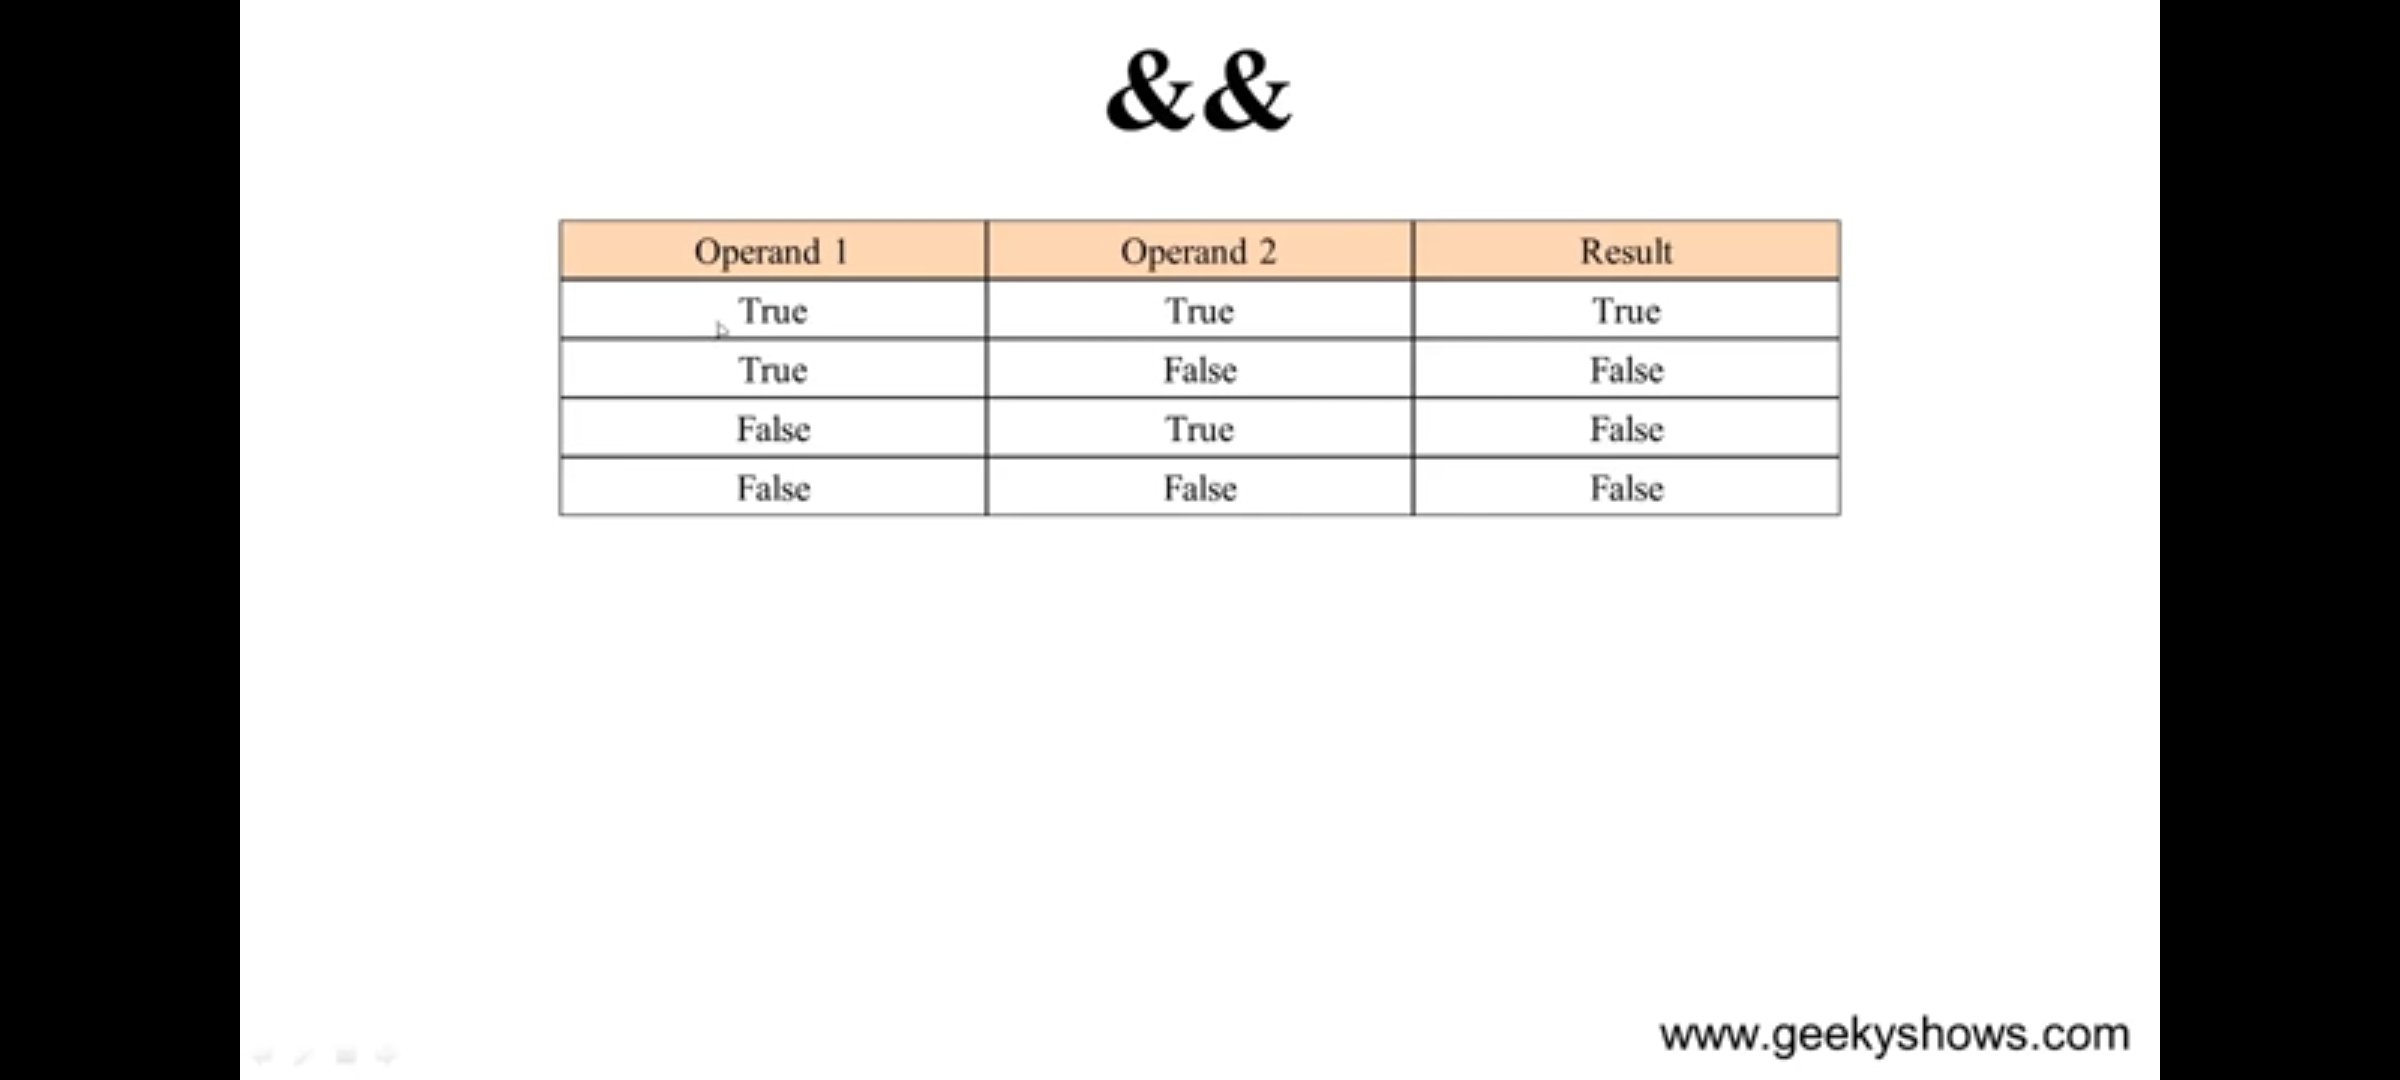 &&
Operand 1 Operand 2 Result
True True True
True False False
False True False
False False False
www.geekyshows.com